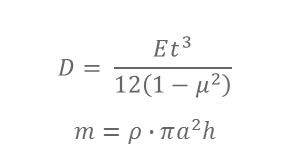 D = Et³ / 12(1 − μ²)
m = ρ · πa²h